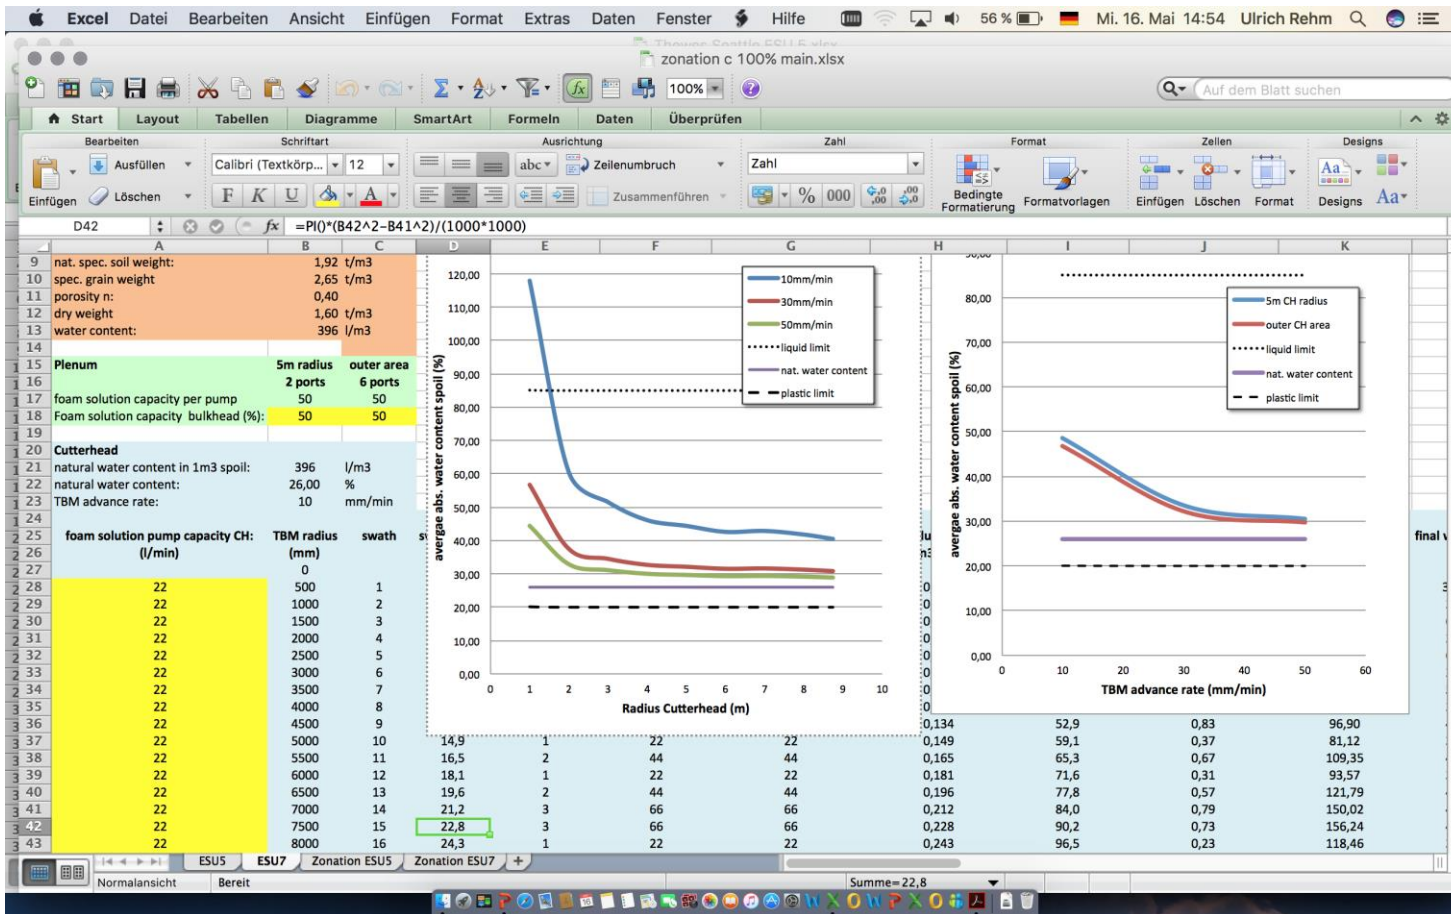 Excel Datei Bearbeiten Ansicht Einfügen Format Extras Daten Fenster Hilfe 56 % Mi. 16. Mai 14:54 Ulrich Rehm
zonation c 100% main.xlsx
100% Auf dem Blatt suchen
Start Layout Tabellen Diagramme SmartArt Formeln Daten Überprüfen
Bearbeiten Schriftart Ausrichtung Zahl Format Zellen Designs
Ausfüllen Calibri (Textkörp... 12 abc Zeilenumbruch Zahl
Einfügen Löschen F K U A Zusammenführen % 000 Bedingte Formatierung Formatvorlagen Einfügen Löschen Format Designs Aa
D42 fx =PI()*(B42^2-B41^2)/(1000*1000)
A B C D E F G H I J K
9 nat. spec. soil weight: 1,92 t/m3
10 spec. grain weight 2,65 t/m3
11 porosity n: 0,40
12 dry weight 1,60 t/m3
13 water content: 396 l/m3
14
15 Plenum 5m radius outer area
16 2 ports 6 ports
17 foam solution capacity per pump 50 50
18 Foam solution capacity bulkhead (%): 50 50
19
20 Cutterhead
21 natural water content in 1m3 spoil: 396 l/m3
22 natural water content: 26,00 %
23 TBM advance rate: 10 mm/min
24
25 foam solution pump capacity CH: TBM radius swath
26 (l/min) (mm)
27 0
28 22 500 1
29 22 1000 2
30 22 1500 3
31 22 2000 4
32 22 2500 5
33 22 3000 6
34 22 3500 7
35 22 4000 8
36 22 4500 9 0,134 52,9 0,83 96,90
37 22 5000 10 14,9 1 22 22 0,149 59,1 0,37 81,12
38 22 5500 11 16,5 2 44 44 0,165 65,3 0,67 109,35
39 22 6000 12 18,1 1 22 22 0,181 71,6 0,31 93,57
40 22 6500 13 19,6 2 44 44 0,196 77,8 0,57 121,79
41 22 7000 14 21,2 3 66 66 0,212 84,0 0,79 150,02
42 22 7500 15 22,8 3 66 66 0,228 90,2 0,73 156,24
43 22 8000 16 24,3 1 22 22 0,243 96,5 0,23 118,46
avergae abs. water content spoil (%)
120,00
110,00
100,00
90,00
80,00
70,00
60,00
50,00
40,00
30,00
20,00
10,00
0,00
0 1 2 3 4 5 6 7 8 9 10
Radius Cutterhead (m)
10mm/min
30mm/min
50mm/min
liquid limit
nat. water content
plastic limit
avergae abs. water content spoil (%)
80,00
70,00
60,00
50,00
40,00
30,00
20,00
10,00
0,00
0 10 20 30 40 50 60
TBM advance rate (mm/min)
5m CH radius
outer CH area
liquid limit
nat. water content
plastic limit
final
ESU5 ESU7 Zonation ESU5 Zonation ESU7
Normalansicht Bereit Summe=22,8